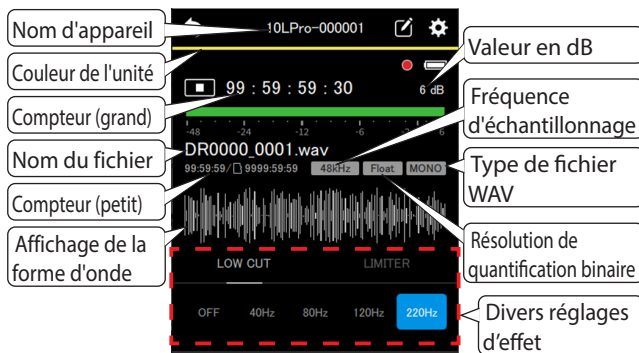 Nom d'appareil
10LPro-000001
Couleur de l'unité
Valeur en dB
99 : 59 : 59 : 30
6 dB
Compteur (grand)
Fréquence
d'échantillonnage
-48 -24 -12 -6 6
Nom du fichier
DR0000_0001.wav
Type de fichier
WAV
99:59:59/ 9999:59:59 48kHz Float MONO
Compteur (petit)
Affichage de la
forme d'onde
Résolution de
quantification binaire
LOW CUT LIMITER
OFF 40Hz 80Hz 120Hz 220Hz
Divers réglages
d'effet